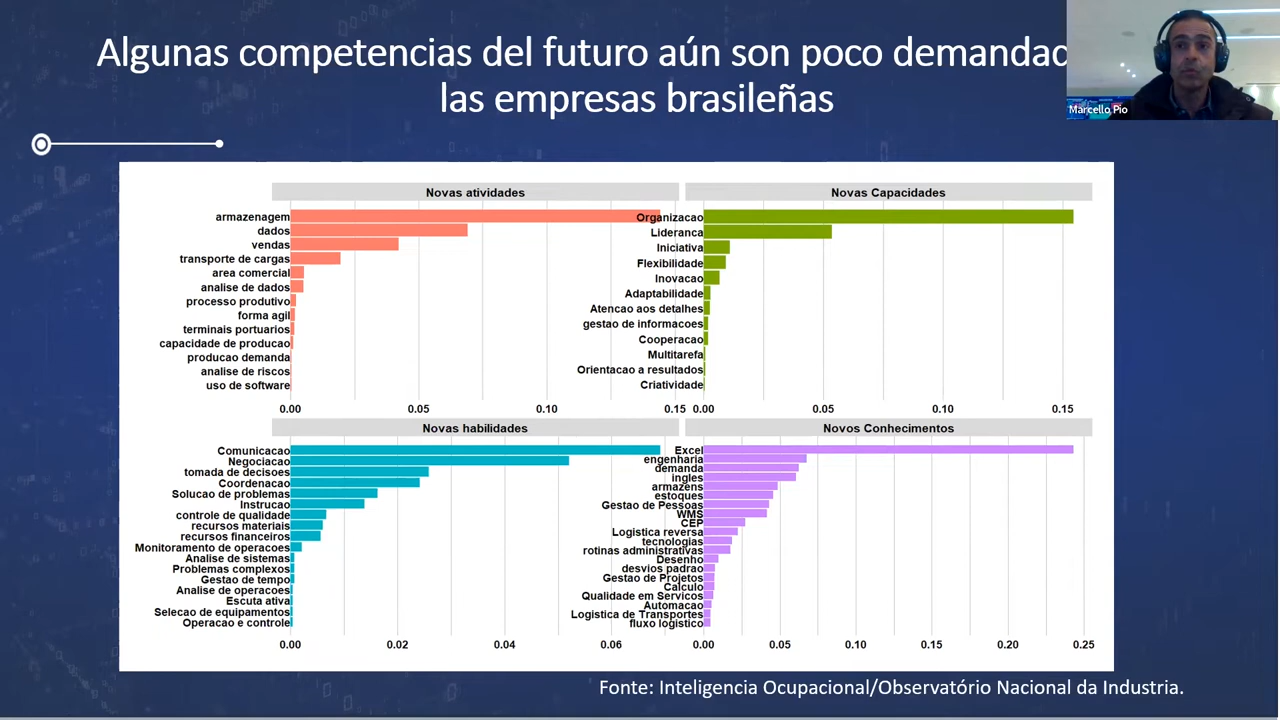 Algunas competencias del futuro aún son poco demandad
las empresas brasileñas
Marcello Pio
Novas atividades
armazenagem
dados
vendas
transporte de cargas
area comercial
analise de dados
processo produtivo
forma agil
terminais portuarios
capacidade de producao
producao demanda
analise de riscos
uso de software
0.00 0.05 0.10 0.15
Novas Capacidades
Organizacao
Lideranca
Iniciativa
Flexibilidade
Inovacao
Adaptabilidade
Atencao aos detalhes
gestao de informacoes
Cooperacao
Multitarefa
Orientacao a resultados
Criatividade
0.00 0.05 0.10 0.15
Novas habilidades
Comunicacao
Negociacao
tomada de decisoes
Coordenacao
Solucao de problemas
Instrucao
controle de qualidade
recursos materiais
recursos financeiros
Monitoramento de operacoes
Analise de sistemas
Problemas complexos
Gestao de tempo
Analise de operacoes
Escuta ativa
Selecao de equipamentos
Operacao e controle
0.00 0.02 0.04 0.06
Novos Conhecimentos
Excel
engenharia
demanda
ingles
armazens
estoques
Gestao de Pessoas
WMS
CEP
Logistica reversa
tecnologias
rotinas administrativas
Desenho
desvios padrao
Gestao de Projetos
Calculo
Qualidade em Servicos
Automacao
Logistica de Transportes
fluxo logistico
0.00 0.05 0.10 0.15 0.20 0.25
Fonte: Inteligencia Ocupacional/Observatório Nacional da Industria.